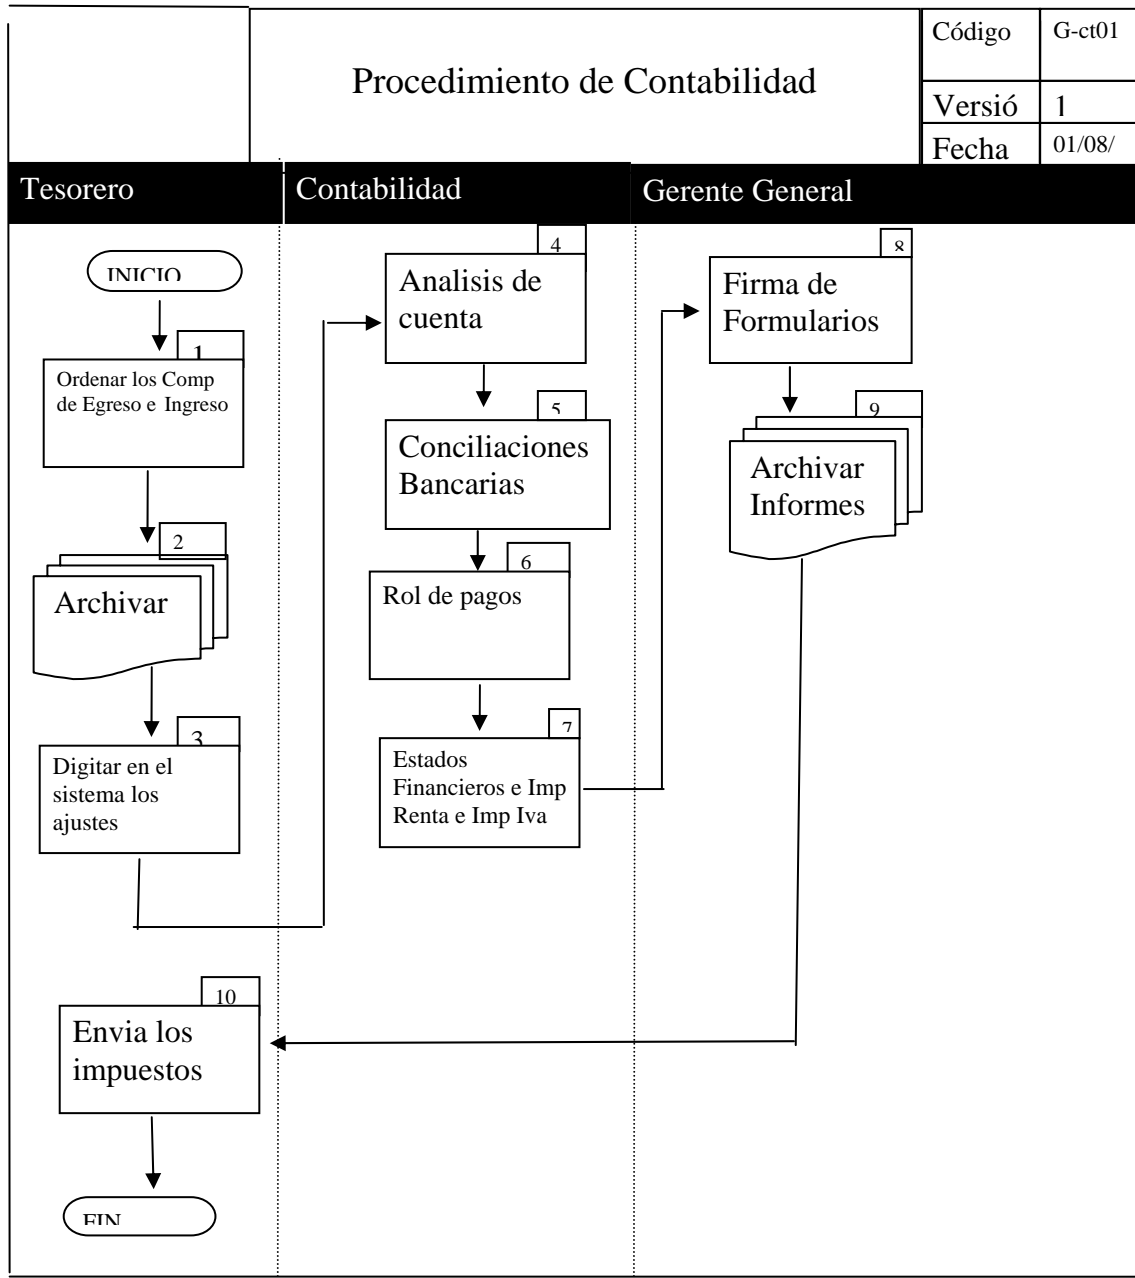 Procedimiento de Contabilidad
Código
G-ct01
Versió
1
Fecha
01/08/
Tesorero
Contabilidad
Gerente General
INICIO
1
Ordenar los Comp
de Egreso e Ingreso
2
Archivar
3
Digitar en el
sistema los
ajustes
4
Analisis de
cuenta
5
Conciliaciones
Bancarias
6
Rol de pagos
7
Estados
Financieros e Imp
Renta e Imp Iva
8
Firma de
Formularios
9
Archivar
Informes
10
Envia los
impuestos
FIN